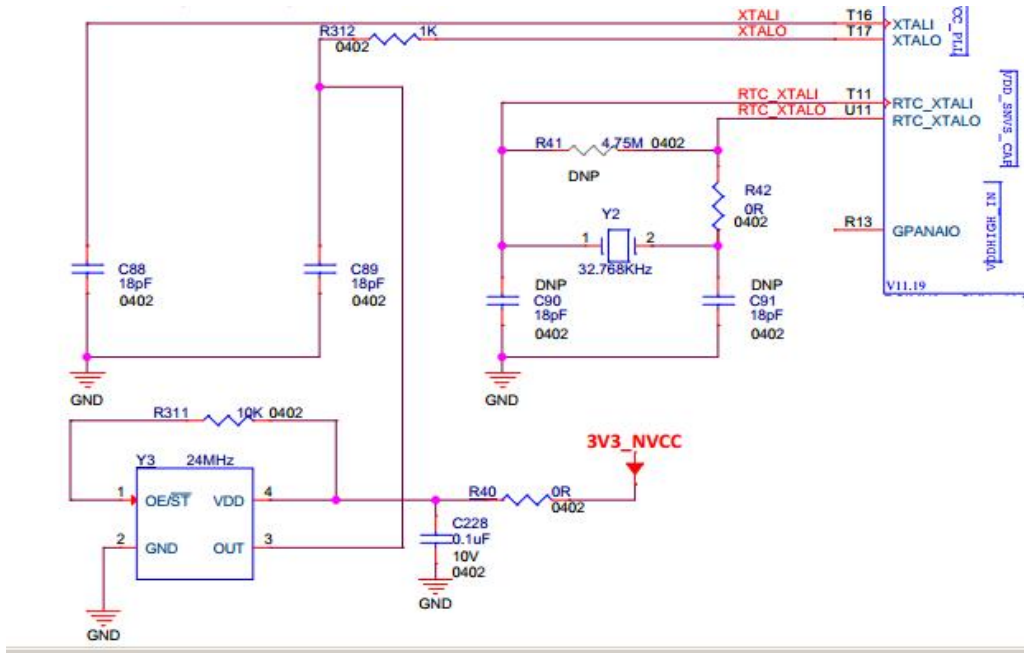 XTALI T16 XTALI
R312 1K XTALO T17 XTALO
0402
RTC_XTALI T11 RTC_XTALI
RTC_XTALO U11 RTC_XTALO
VDD_SNVS_CAP
R41 4.75M 0402
DNP
R42
0R
0402
Y2
1 2
32.768KHz
R13 GPANAIO
VDDHIGH_IN
V11.19
C88
18pF
0402
C89
18pF
0402
DNP
C90
18pF
0402
DNP
C91
18pF
0402
GND
GND
R311 10K 0402
3V3_NVCC
Y3 24MHz
1 OE/ST VDD 4
R40 0R
0402
2 GND OUT 3
C228
0.1uF
10V
0402
GND
GND